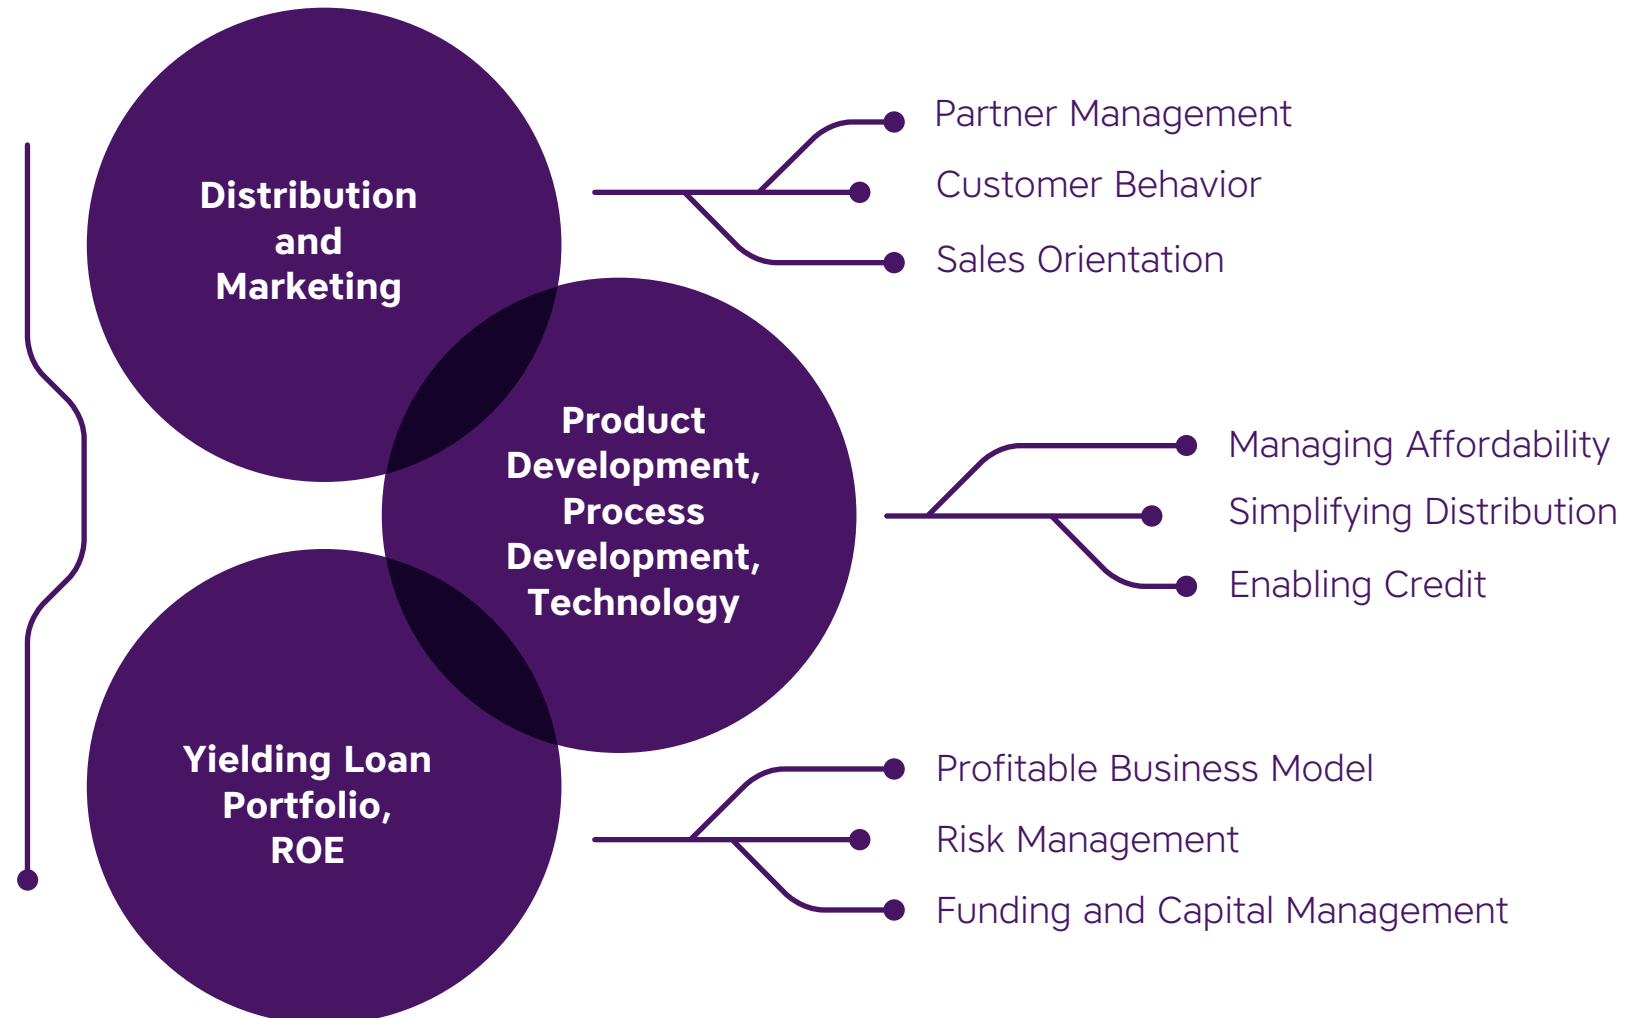 Distribution
and
Marketing
Partner Management
Customer Behavior
Sales Orientation
Product
Development,
Process
Development,
Technology
Managing Affordability
Simplifying Distribution
Enabling Credit
Yielding Loan
Portfolio,
ROE
Profitable Business Model
Risk Management
Funding and Capital Management